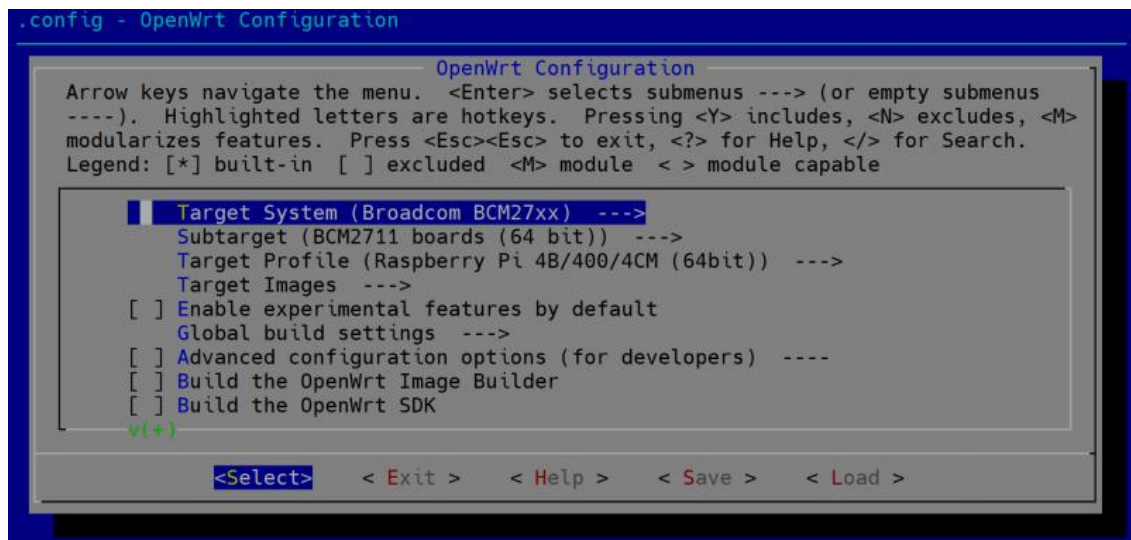 .config - OpenWrt Configuration
OpenWrt Configuration
Arrow keys navigate the menu.  <Enter> selects submenus ---> (or empty submenus
----).  Highlighted letters are hotkeys.  Pressing <Y> includes, <N> excludes, <M>
modularizes features.  Press <Esc><Esc> to exit, <?> for Help, </> for Search.
Legend: [*] built-in  [ ] excluded  <M> module  < > module capable
Target System (Broadcom BCM27xx)  --->
Subtarget (BCM2711 boards (64 bit))  --->
Target Profile (Raspberry Pi 4B/400/4CM (64bit))  --->
Target Images  --->
[ ] Enable experimental features by default
Global build settings  --->
[ ] Advanced configuration options (for developers)  ----
[ ] Build the OpenWrt Image Builder
[ ] Build the OpenWrt SDK
v(+)
<Select>    < Exit >    < Help >    < Save >    < Load >